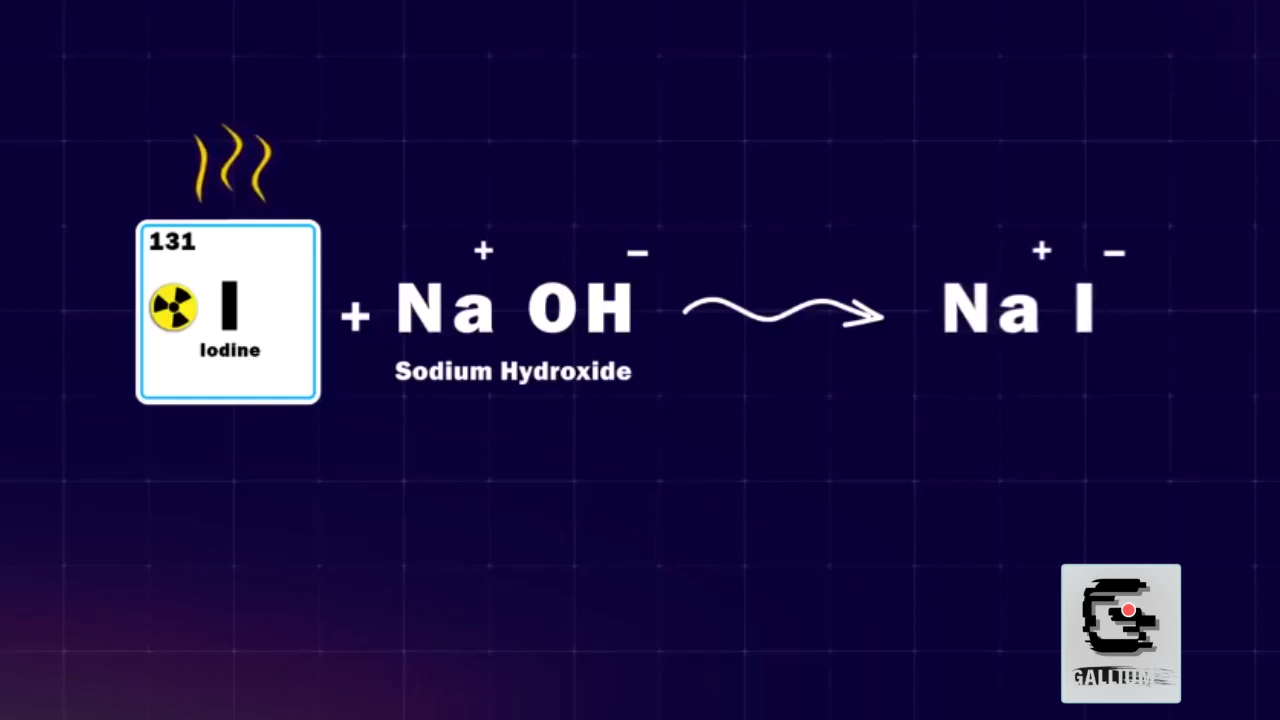 131
I
Iodine
+ Na⁺ OH⁻
Sodium Hydroxide
Na⁺ I⁻
GALLIUM